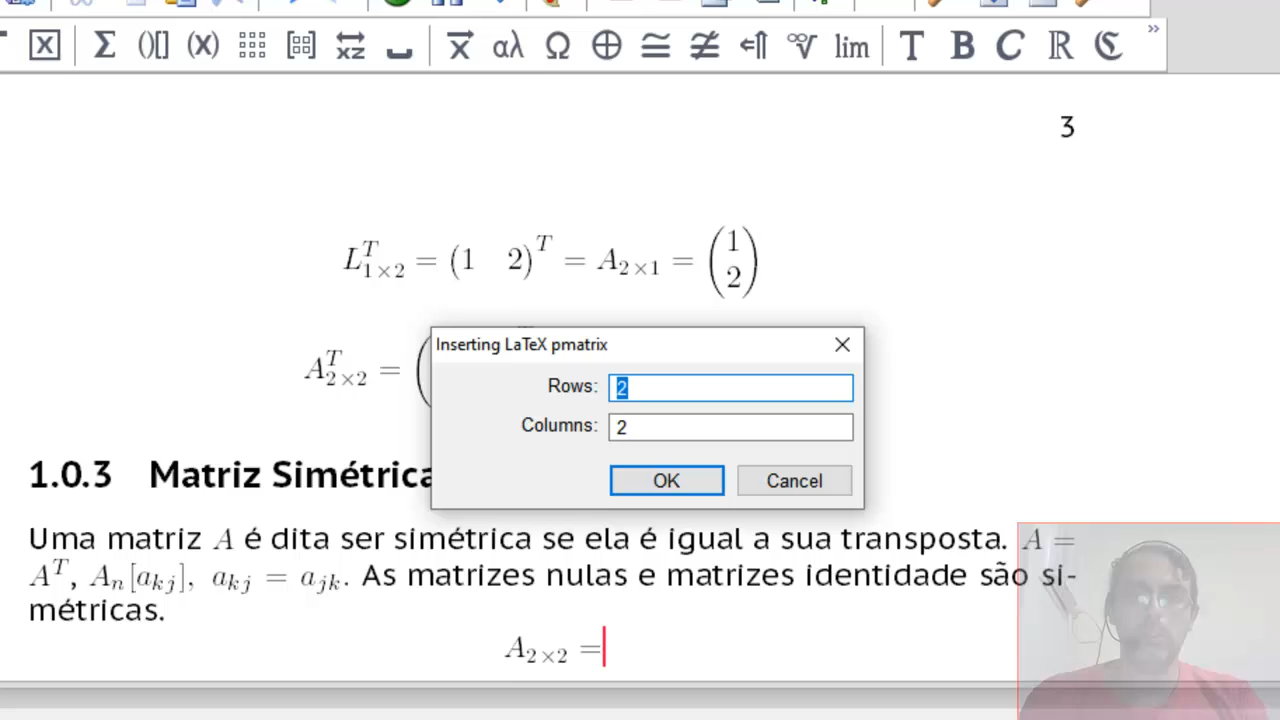 Σ ()[] (x) xz x αλ Ω ⊕ ≅ ≇ ⇐⇑ lim T B C ℝ ℭ »
3
L^T_{1×2} = (1 2)^T = A_{2×1} = (1
2)
Inserting LaTeX pmatrix
A^T_{2×2} = (
Rows: 2
Columns: 2
OK Cancel
1.0.3 Matriz Simétrica
Uma matriz A é dita ser simétrica se ela é igual a sua transposta. A =
A^T, A_n[a_{kj}], a_{kj} = a_{jk}. As matrizes nulas e matrizes identidade são si-
métricas.
A_{2×2} =